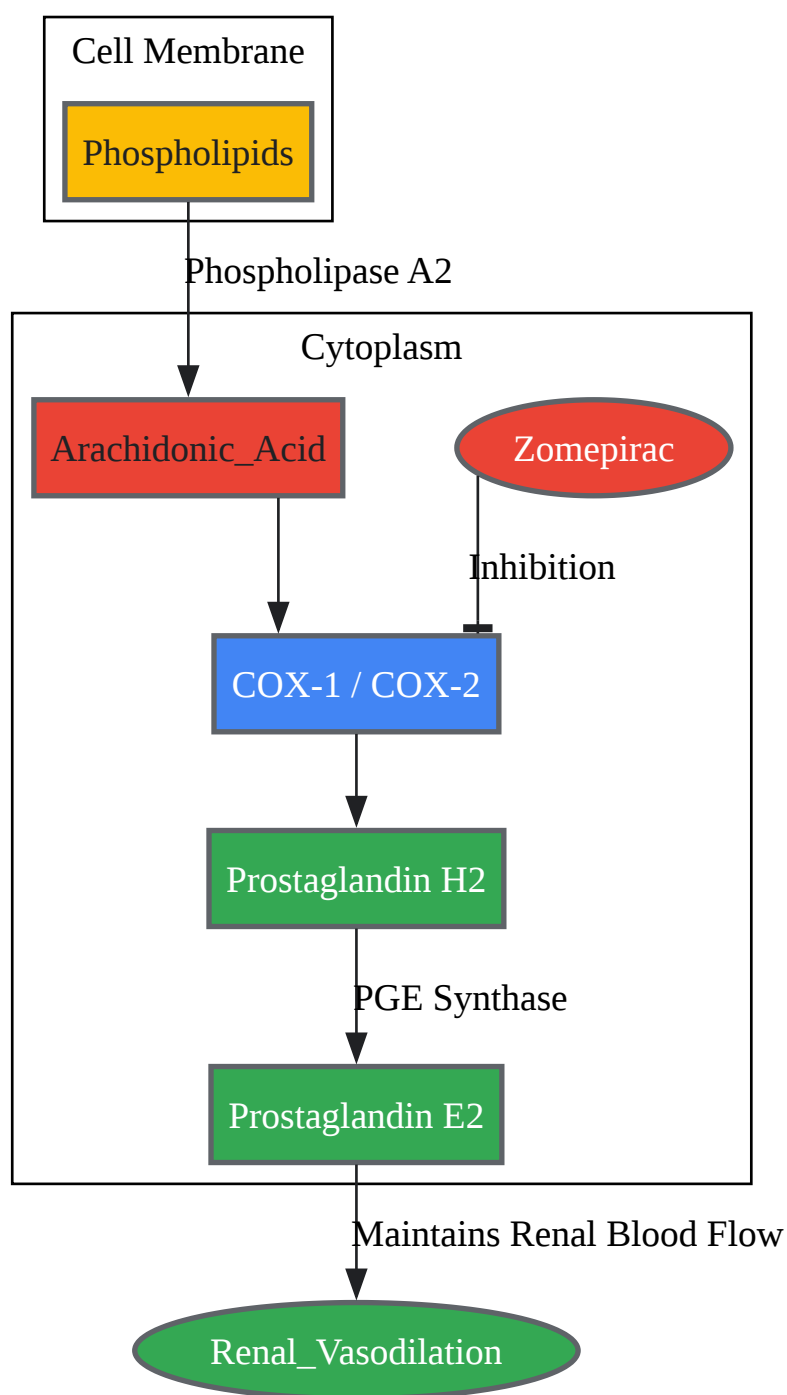 Cell Membrane
Phospholipids
Phospholipase A2
Cytoplasm
Arachidonic_Acid
Zomepirac
Inhibition
COX-1 / COX-2
Prostaglandin H2
PGE Synthase
Prostaglandin E2
Maintains Renal Blood Flow
Renal_Vasodilation